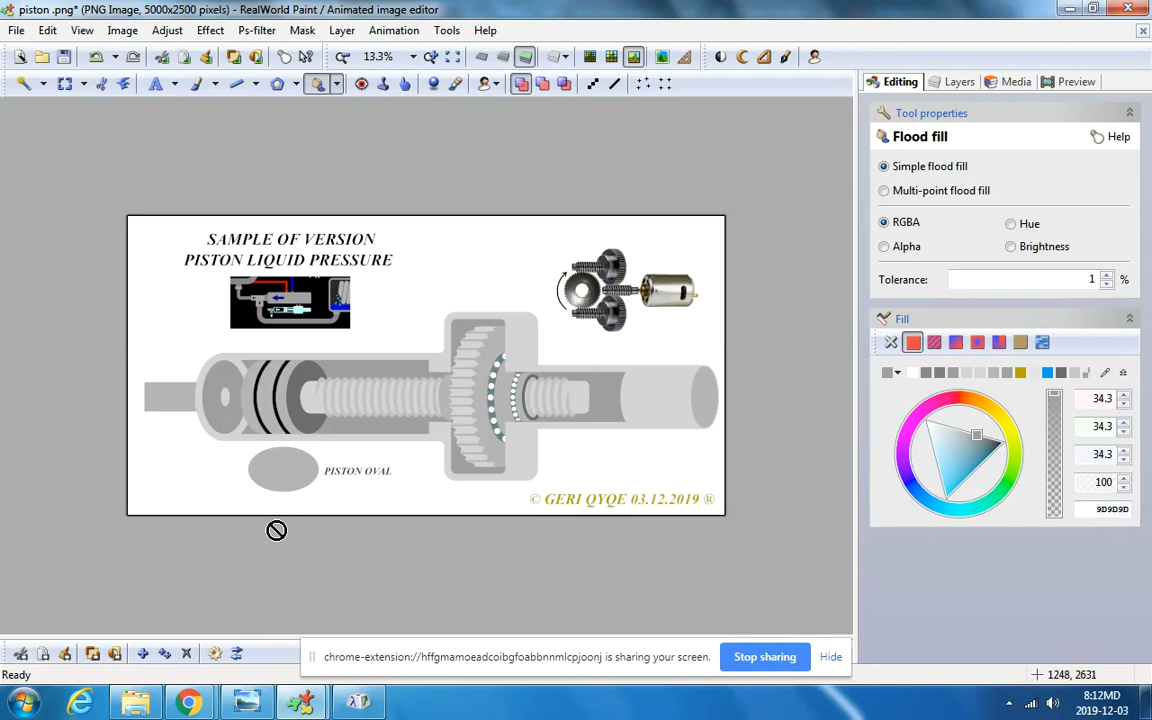 piston .png* (PNG Image, 5000x2500 pixels) - RealWorld Paint / Animated image editor
File Edit View Image Adjust Effect Ps-filter Mask Layer Animation Tools Help
13.3%
Editing Layers Media Preview
Tool properties
Flood fill Help
Simple flood fill
Multi-point flood fill
RGBA Hue
Alpha Brightness
Tolerance: 1 %
Fill
34.3
34.3
34.3
100
9D9D9D
SAMPLE OF VERSION
PISTON LIQUID PRESSURE
PISTON OVAL
© GERI QYQE 03.12.2019 ®
chrome-extension://hffgmamoeadcoibgfoabbnnmlcpjoonj is sharing your screen. Stop sharing Hide
Ready 1248, 2631
8:12MD
2019-12-03